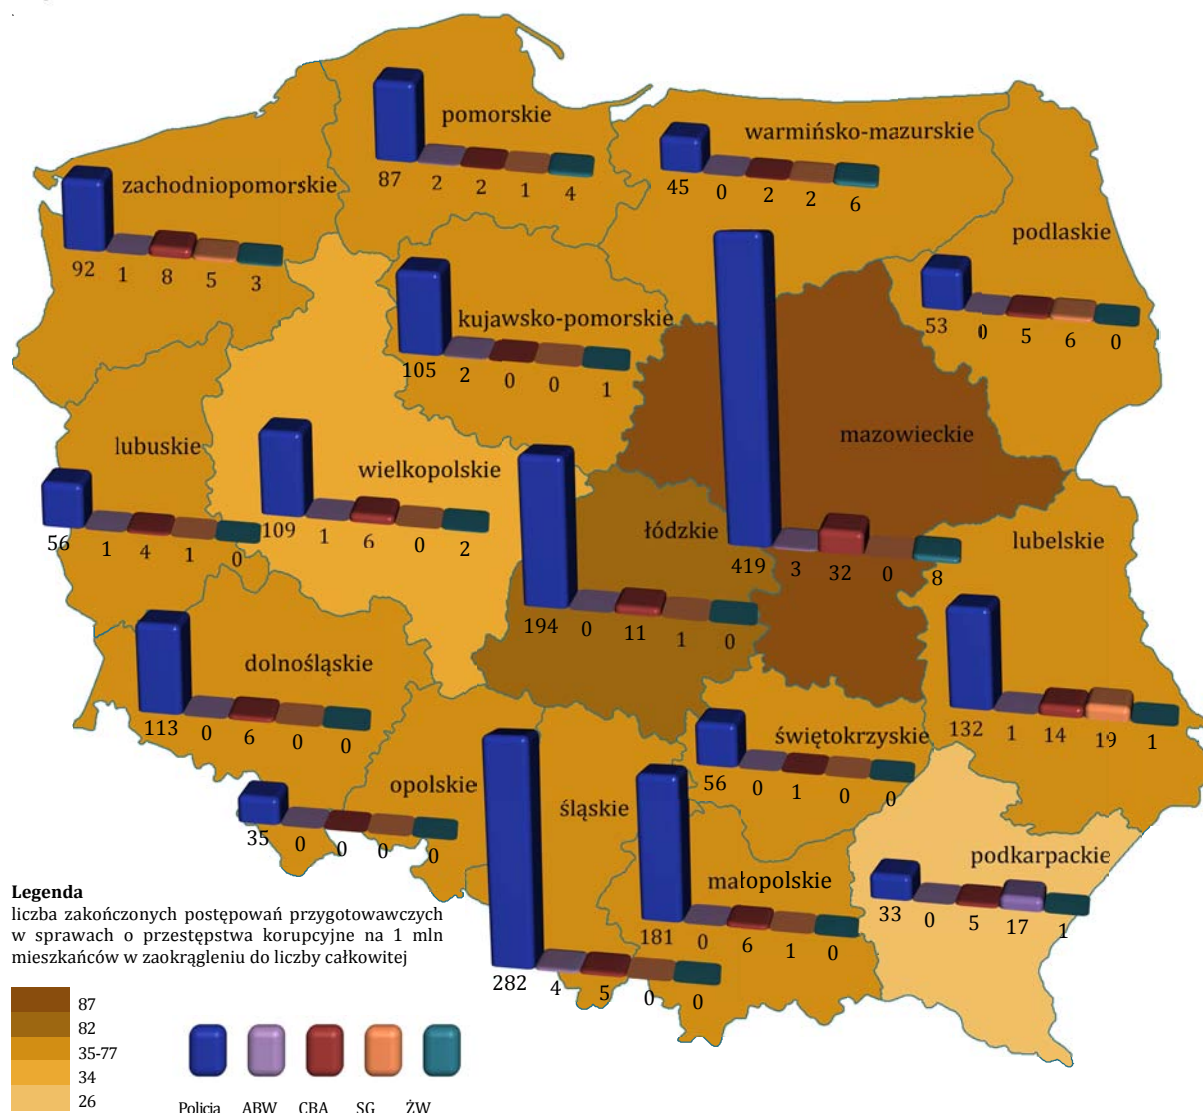 pomorskie
87 2 2 1 4
warmińsko-mazurskie
45 0 2 2 6
zachodniopomorskie
92 1 8 5 3
podlaskie
53 0 5 6 0
kujawsko-pomorskie
105 2 0 0 1
mazowieckie
419 3 32 0 8
lubuskie
56 1 4 1 0
wielkopolskie
109 1 6 0 2
łódzkie
194 0 11 1 0
lubelskie
132 1 14 19 1
dolnośląskie
113 0 6 0 0
świętokrzyskie
56 0 1 0 0
opolskie
35 0 0 0 0
śląskie
282 4 5 0 0
małopolskie
181 0 6 1 0
podkarpackie
33 0 5 17 1
Legenda
liczba zakończonych postępowań przygotowawczych
w sprawach o przestępstwa korupcyjne na 1 mln
mieszkańców w zaokrągleniu do liczby całkowitej
87
82
35-77
34
26
Policja ABW CBA SG ŻW